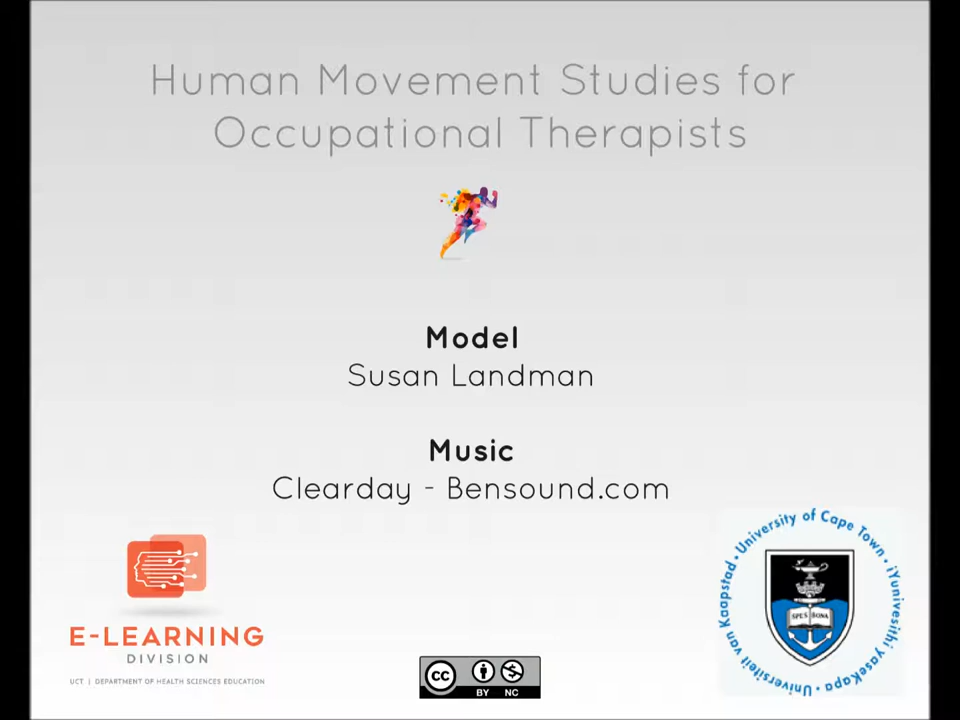 Human Movement Studies for
Occupational Therapists
Model
Susan Landman
Music
Clearday - Bensound.com
E-LEARNING
DIVISION
UCT | DEPARTMENT OF HEALTH SCIENCES EDUCATION
cc
BY NC
University of Cape Town · iYunivesithi yaseKapa · Universiteit van Kaapstad ·
SPES BONA